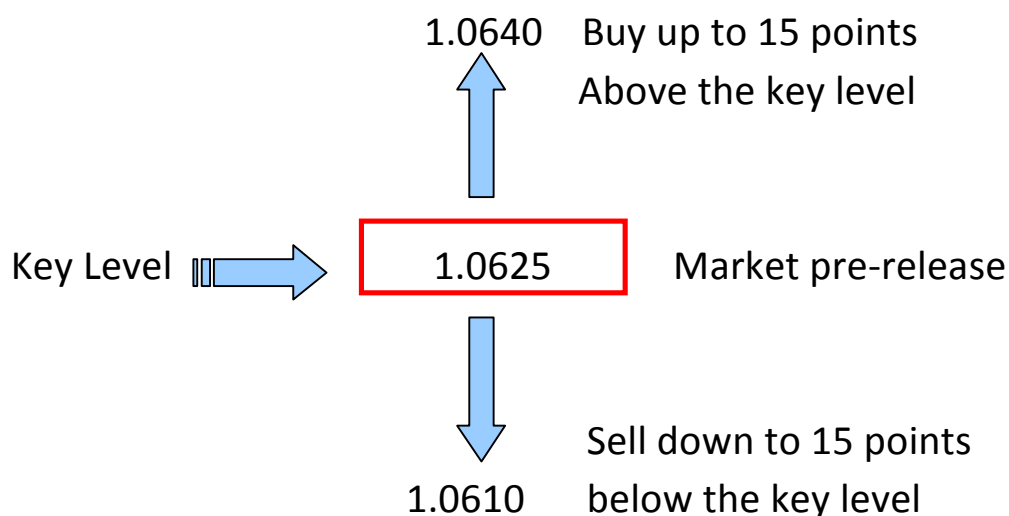 1.0640 Buy up to 15 points
Above the key level
Key Level 1.0625 Market pre-release
Sell down to 15 points
1.0610 below the key level